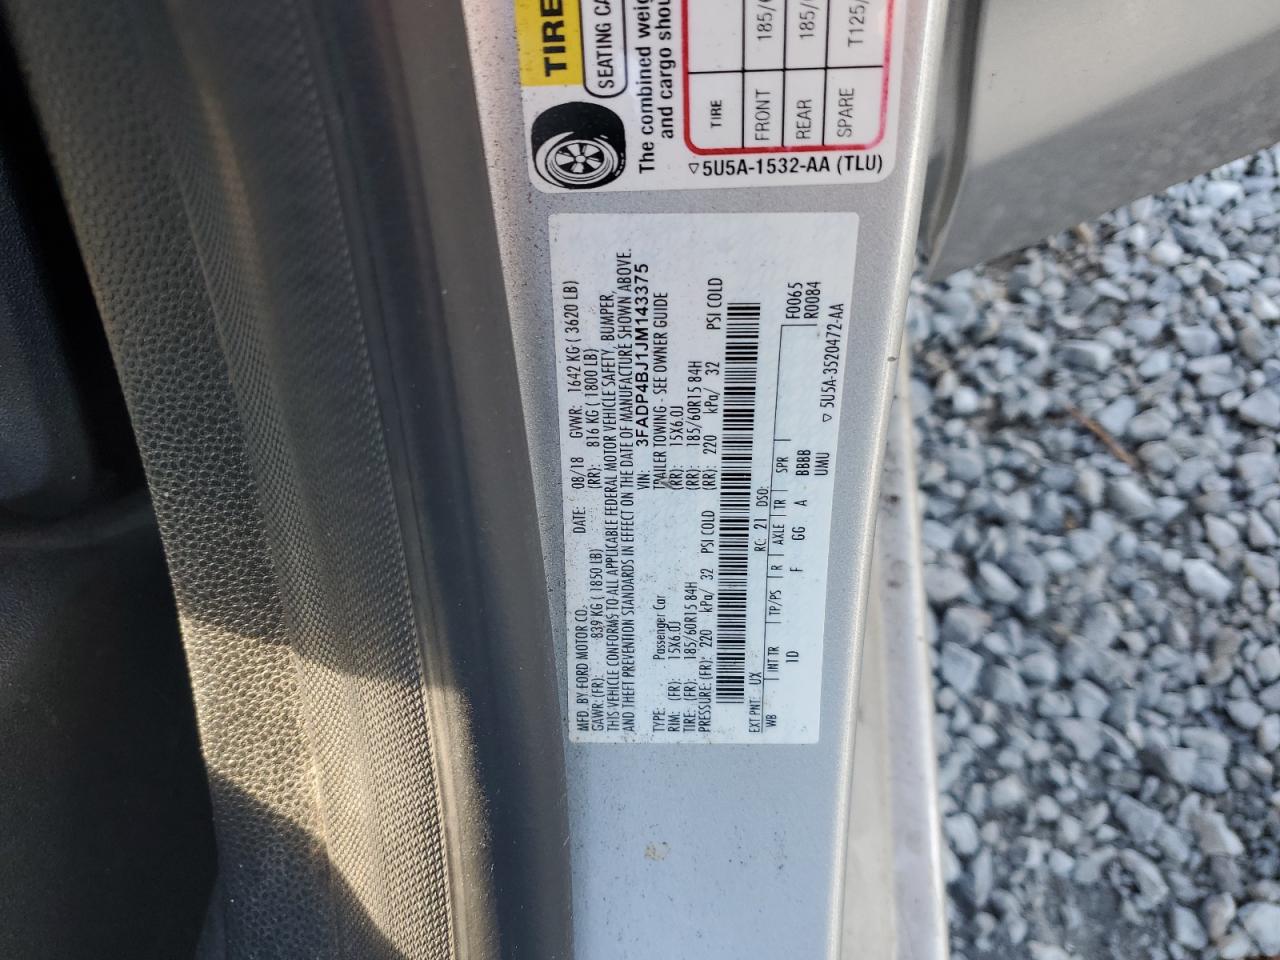 TIRE
SEATING CA
The combined weig
and cargo shou
TIRE
FRONT 185/
REAR 185/
SPARE T125/
▽5U5A-1532-AA (TLU)
MFD. BY FORD MOTOR CO. DATE: 08/18 GVWR: 1642 KG ( 3620 LB)
GAWR:(FR): 839 KG ( 1850 LB) (RR): 816 KG ( 1800 LB)
THIS VEHICLE CONFORMS TO ALL APPLICABLE FEDERAL MOTOR VEHICLE SAFETY, BUMPER,
AND THEFT PREVENTION STANDARDS IN EFFECT ON THE DATE OF MANUFACTURE SHOWN ABOVE.
VIN: 3FADP4BJ1JM143375
TYPE: Passenger Car TRAILER TOWING - SEE OWNER GUIDE
RIM: (FR): 15X6.0J (RR): 15X6.0J
TIRE: (FR): 185/60R15 84H (RR): 185/60R15 84H
PRESSURE:(FR): 220 kPa/ 32 PSI COLD (RR): 220 kPa/ 32 PSI COLD
EXT PNT: UX RC: 21 DSO: F0065
WB INT TR TP/PS R AXLE TR SPR R0084
1D F GG A BBBB
UMU ▽ 5U5A-3520472-AA